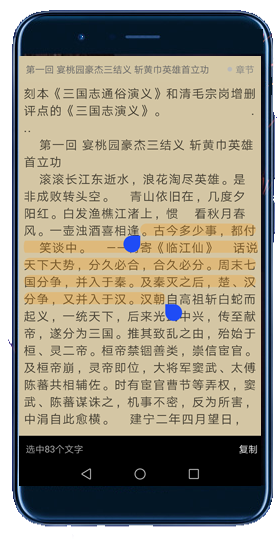 第一回 宴桃园豪杰三结义 斩黄巾英雄首立功 章节
刻本《三国志通俗演义》和清毛宗岗增删
评点的《三国志演义》。 .
..
第一回 宴桃园豪杰三结义 斩黄巾英雄
首立功
滚滚长江东逝水，浪花淘尽英雄。是
非成败转头空。 青山依旧在，几度夕
阳红。白发渔樵江渚上，惯 看秋月春
风。一壶浊酒喜相逢。古今多少事，都付
笑谈中。 寄《临江仙》 话说
天下大势，分久必合，合久必分。周末七
国分争，并入于秦。及秦灭之后，楚、汉
分争，又并入于汉。汉朝自高祖斩白蛇而
起义，一统天下，后来光 中兴，传至献
帝，遂分为三国。推其致乱之由，殆始于
桓、灵二帝。桓帝禁锢善类，崇信宦官。
及桓帝崩，灵帝即位，大将军窦武、太傅
陈蕃共相辅佐。时有宦官曹节等弄权，窦
武、陈蕃谋诛之，机事不密，反为所害，
中涓自此愈横。 建宁二年四月望日，
选中83个文字 复制